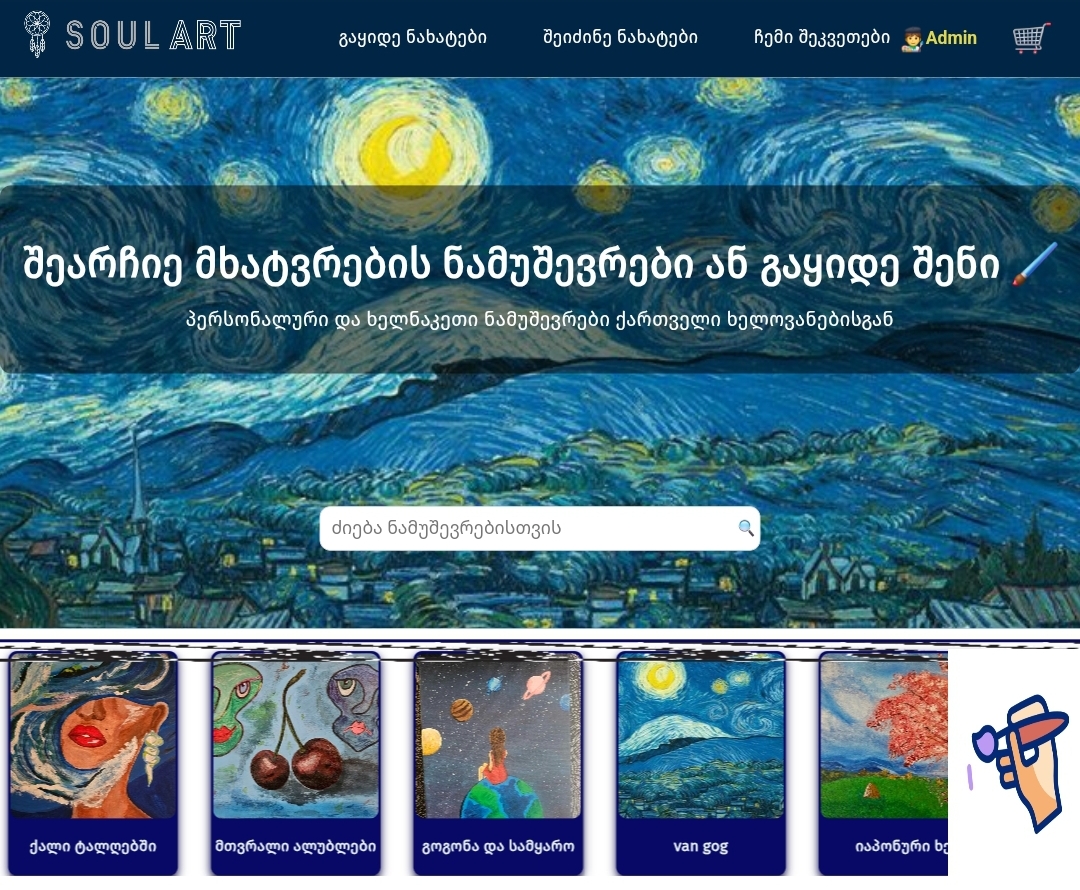 SOUL ART
გაყიდე ნახატები
შეიძინე ნახატები
ჩემი შეკვეთები
Admin
შეარჩიე მხატვრების ნამუშევრები ან გაყიდე შენი
პერსონალური და ხელნაკეთი ნამუშევრები ქართველი ხელოვანებისგან
ძიება ნამუშევრებისთვის
ქალი ტალღებში
მთვრალი ალუბლები
გოგონა და სამყარო
van gog
იაპონური